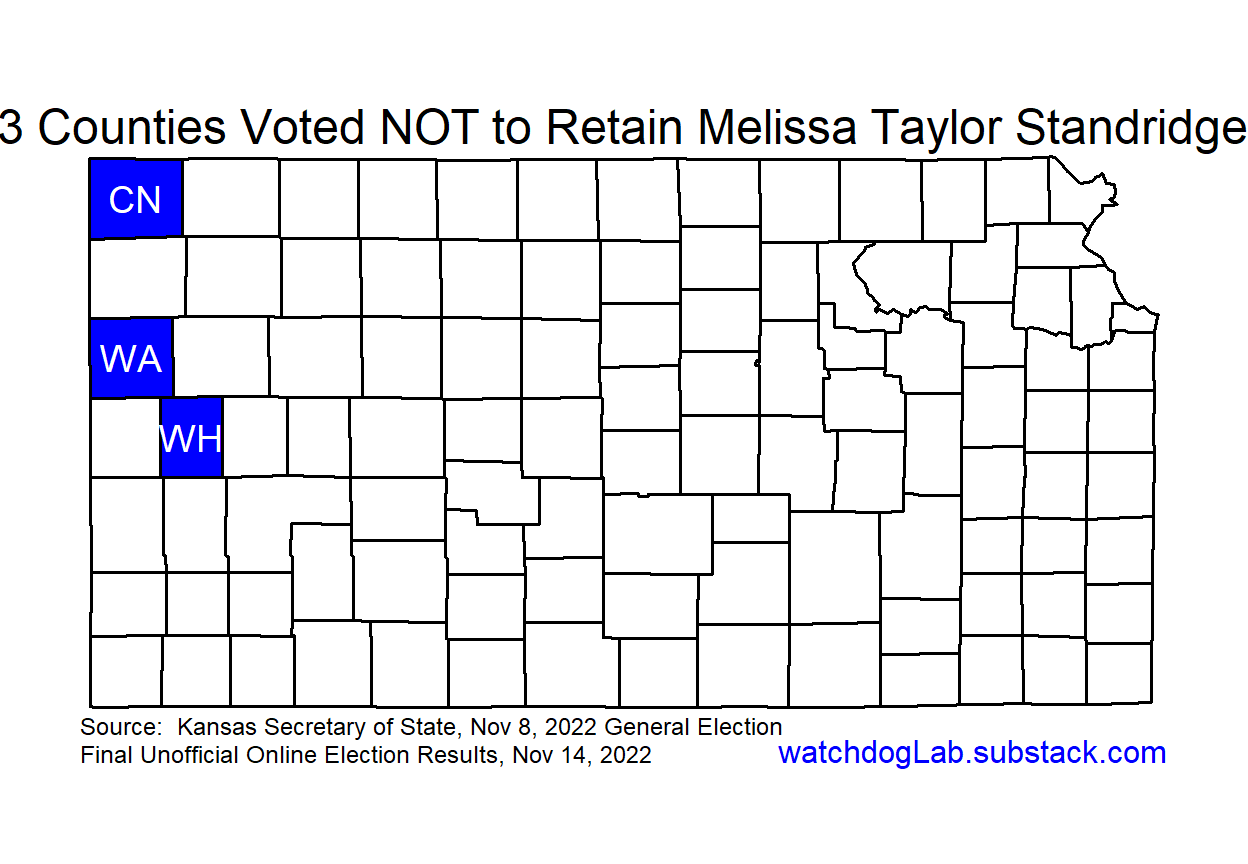 3 Counties Voted NOT to Retain Melissa Taylor Standridge
CN
WA
WH
Source:  Kansas Secretary of State, Nov 8, 2022 General Election
Final Unofficial Online Election Results, Nov 14, 2022
watchdogLab.substack.com